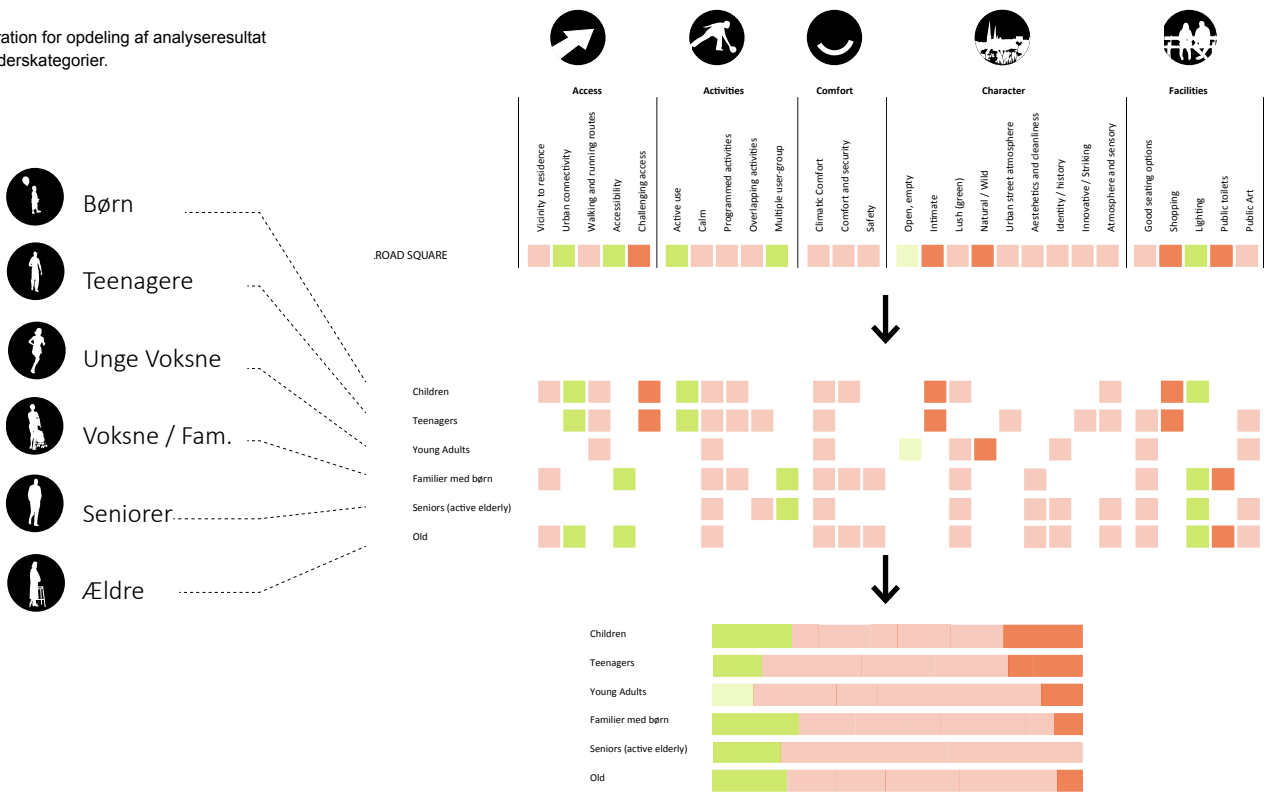 ration for opdeling af analyseresultat
derskategorier.
Access
Activities
Comfort
Character
Facilities
Vicinity to residence
Urban connectivity
Walking and running routes
Accessibility
Challenging access
Active use
Calm
Programmed activities
Overlapping activities
Multiple user-group
Climatic Comfort
Comfort and security
Safety
Open, empty
Intimate
Lush (green)
Natural / Wild
Urban street atmosphere
Aestehetics and cleanliness
Identity / history
Innovative / Striking
Atmosphere and sensory
Good seating options
Shopping
Lighting
Public toilets
Public Art
.ROAD SQUARE
Børn
Teenagere
Unge Voksne
Voksne / Fam.
Seniorer
Ældre
Children
Teenagers
Young Adults
Familier med børn
Seniors (active elderly)
Old
Children
Teenagers
Young Adults
Familier med børn
Seniors (active elderly)
Old